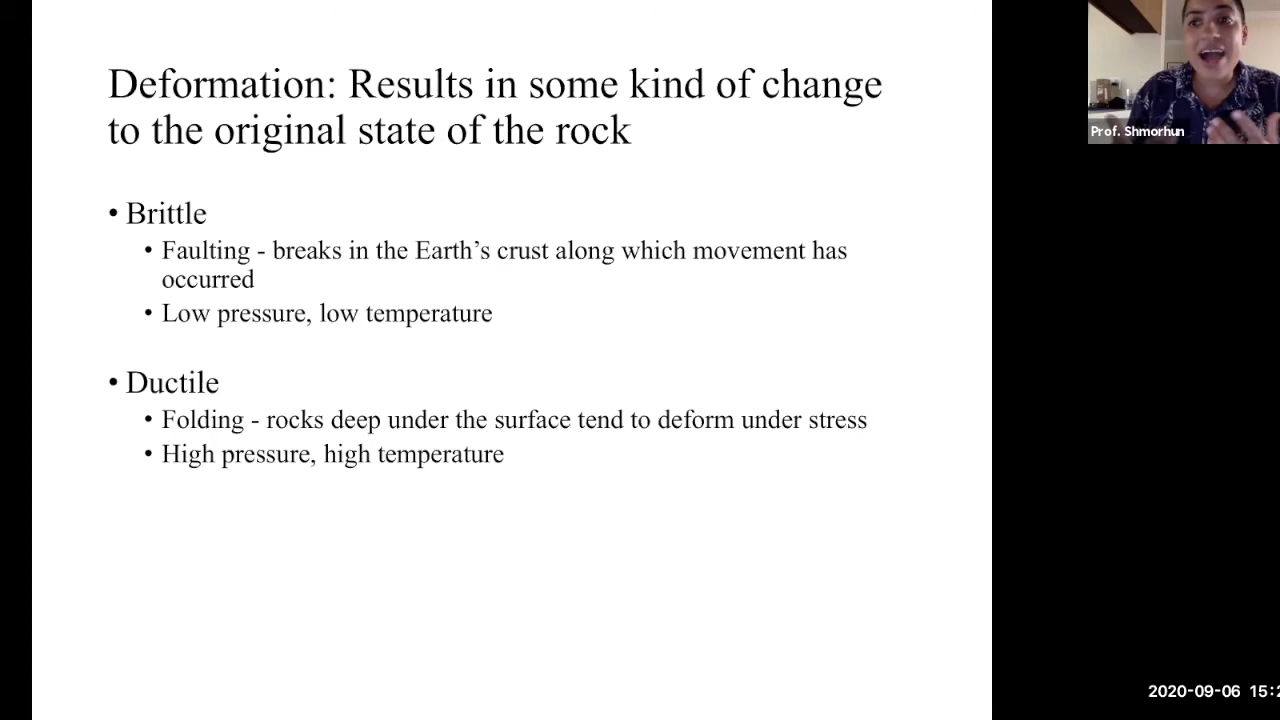 Deformation: Results in some kind of change
to the original state of the rock
• Brittle
• Faulting - breaks in the Earth’s crust along which movement has
occurred
• Low pressure, low temperature
• Ductile
• Folding - rocks deep under the surface tend to deform under stress
• High pressure, high temperature
Prof. Shmorhun
2020-09-06 15:2